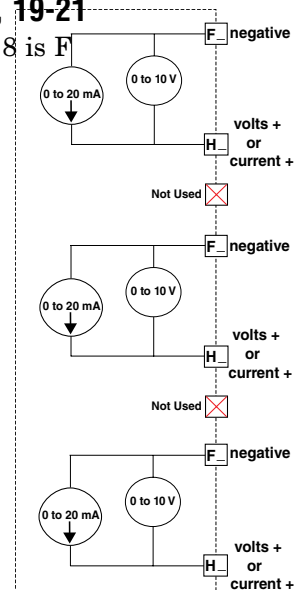 , 19-21
8 is F
F_ negative
0 to 10 V
0 to 20 mA
volts +
H_ or
current +
Not Used
F_ negative
0 to 10 V
0 to 20 mA
volts +
H_ or
current +
Not Used
F_ negative
0 to 10 V
0 to 20 mA
volts +
H_ or
current +